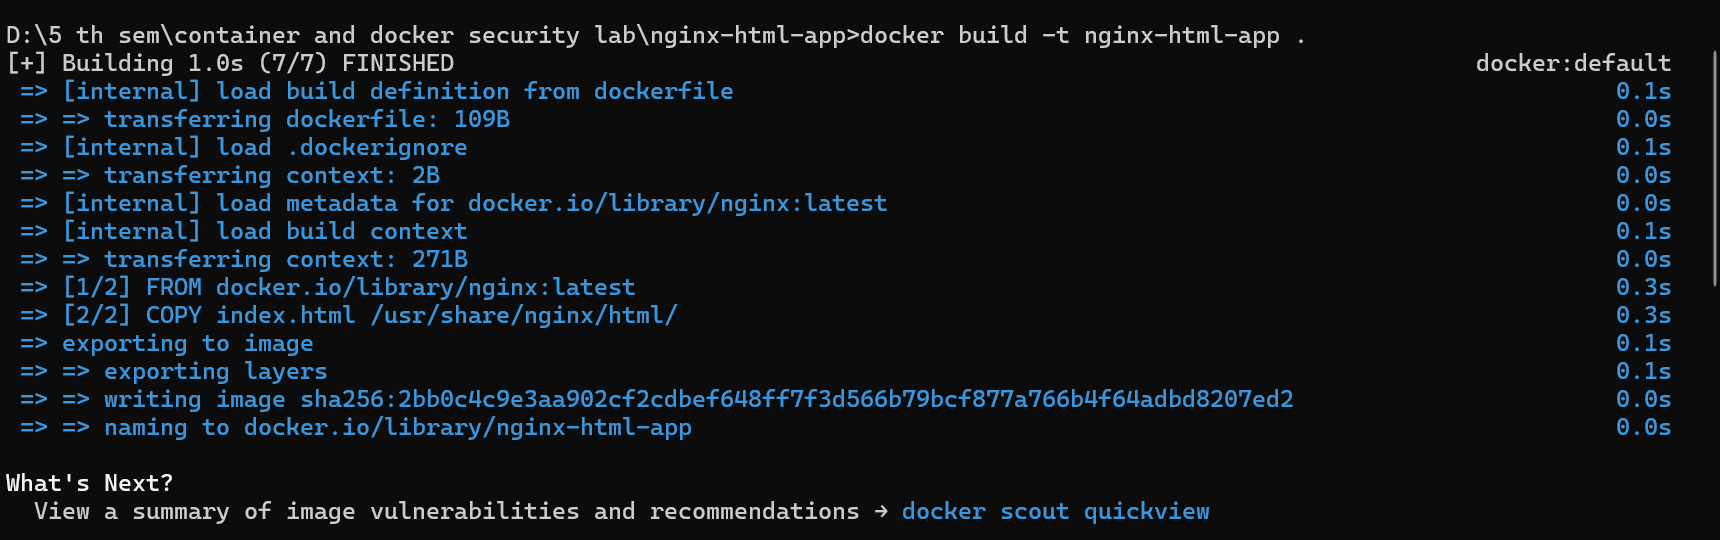 D:\5 th sem\container and docker security lab\nginx-html-app>docker build -t nginx-html-app .
[+] Building 1.0s (7/7) FINISHED docker:default
=> [internal] load build definition from dockerfile 0.1s
=> => transferring dockerfile: 109B 0.0s
=> [internal] load .dockerignore 0.1s
=> => transferring context: 2B 0.0s
=> [internal] load metadata for docker.io/library/nginx:latest 0.0s
=> [internal] load build context 0.1s
=> => transferring context: 271B 0.0s
=> [1/2] FROM docker.io/library/nginx:latest 0.3s
=> [2/2] COPY index.html /usr/share/nginx/html/ 0.3s
=> exporting to image 0.1s
=> => exporting layers 0.1s
=> => writing image sha256:2bb0c4c9e3aa902cf2cdbef648ff7f3d566b79bcf877a766b4f64adbd8207ed2 0.0s
=> => naming to docker.io/library/nginx-html-app 0.0s
What's Next?
View a summary of image vulnerabilities and recommendations → docker scout quickview